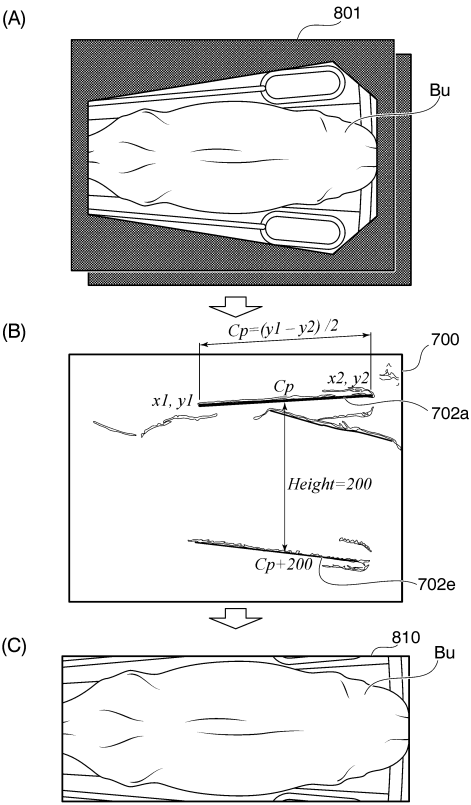 (A)
801
Bu
(B)
Cp=(y1 – y2) /2
700
x1, y1
Cp
x2, y2
702a
Height=200
Cp+200
702e
(C)
810
Bu